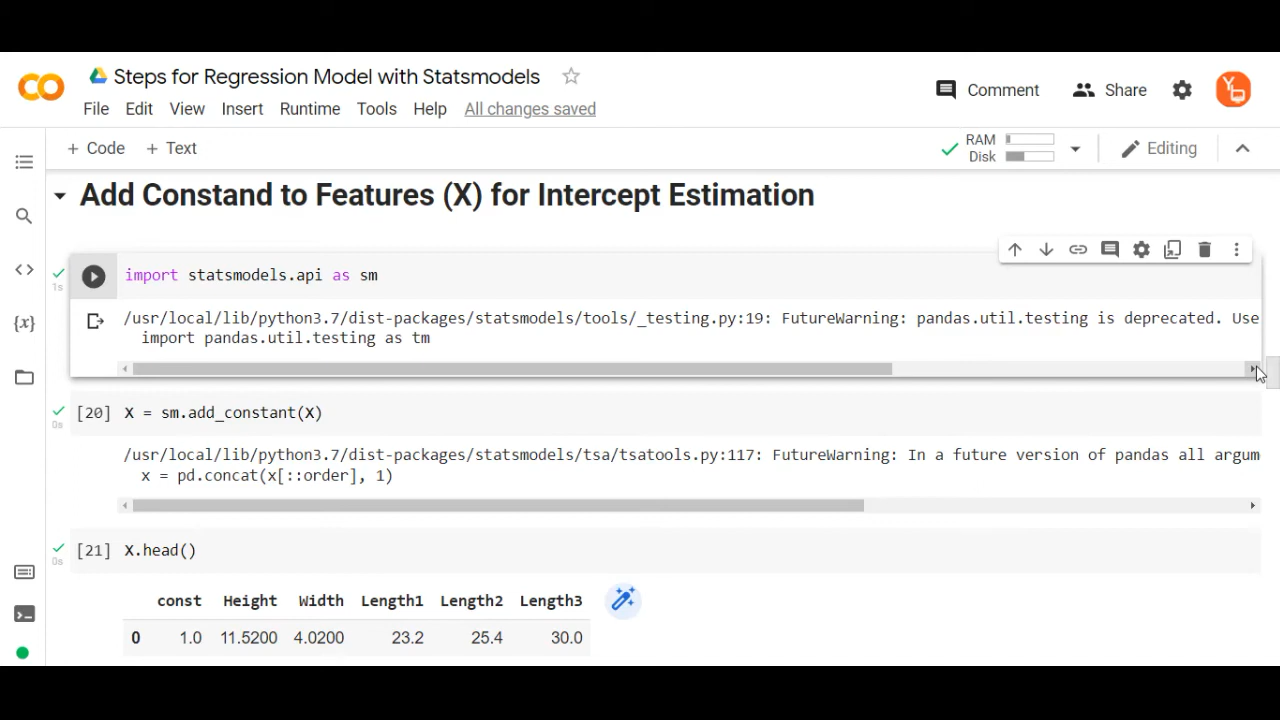 Steps for Regression Model with Statsmodels
File Edit View Insert Runtime Tools Help All changes saved
Comment Share
+ Code + Text
RAM
Disk
Editing
Add Constand to Features (X) for Intercept Estimation
import statsmodels.api as sm
1s
/usr/local/lib/python3.7/dist-packages/statsmodels/tools/_testing.py:19: FutureWarning: pandas.util.testing is deprecated. Use
import pandas.util.testing as tm
[20] X = sm.add_constant(X)
0s
/usr/local/lib/python3.7/dist-packages/statsmodels/tsa/tsatools.py:117: FutureWarning: In a future version of pandas all argum
x = pd.concat(x[::order], 1)
[21] X.head()
0s
const Height Width Length1 Length2 Length3
0 1.0 11.5200 4.0200 23.2 25.4 30.0